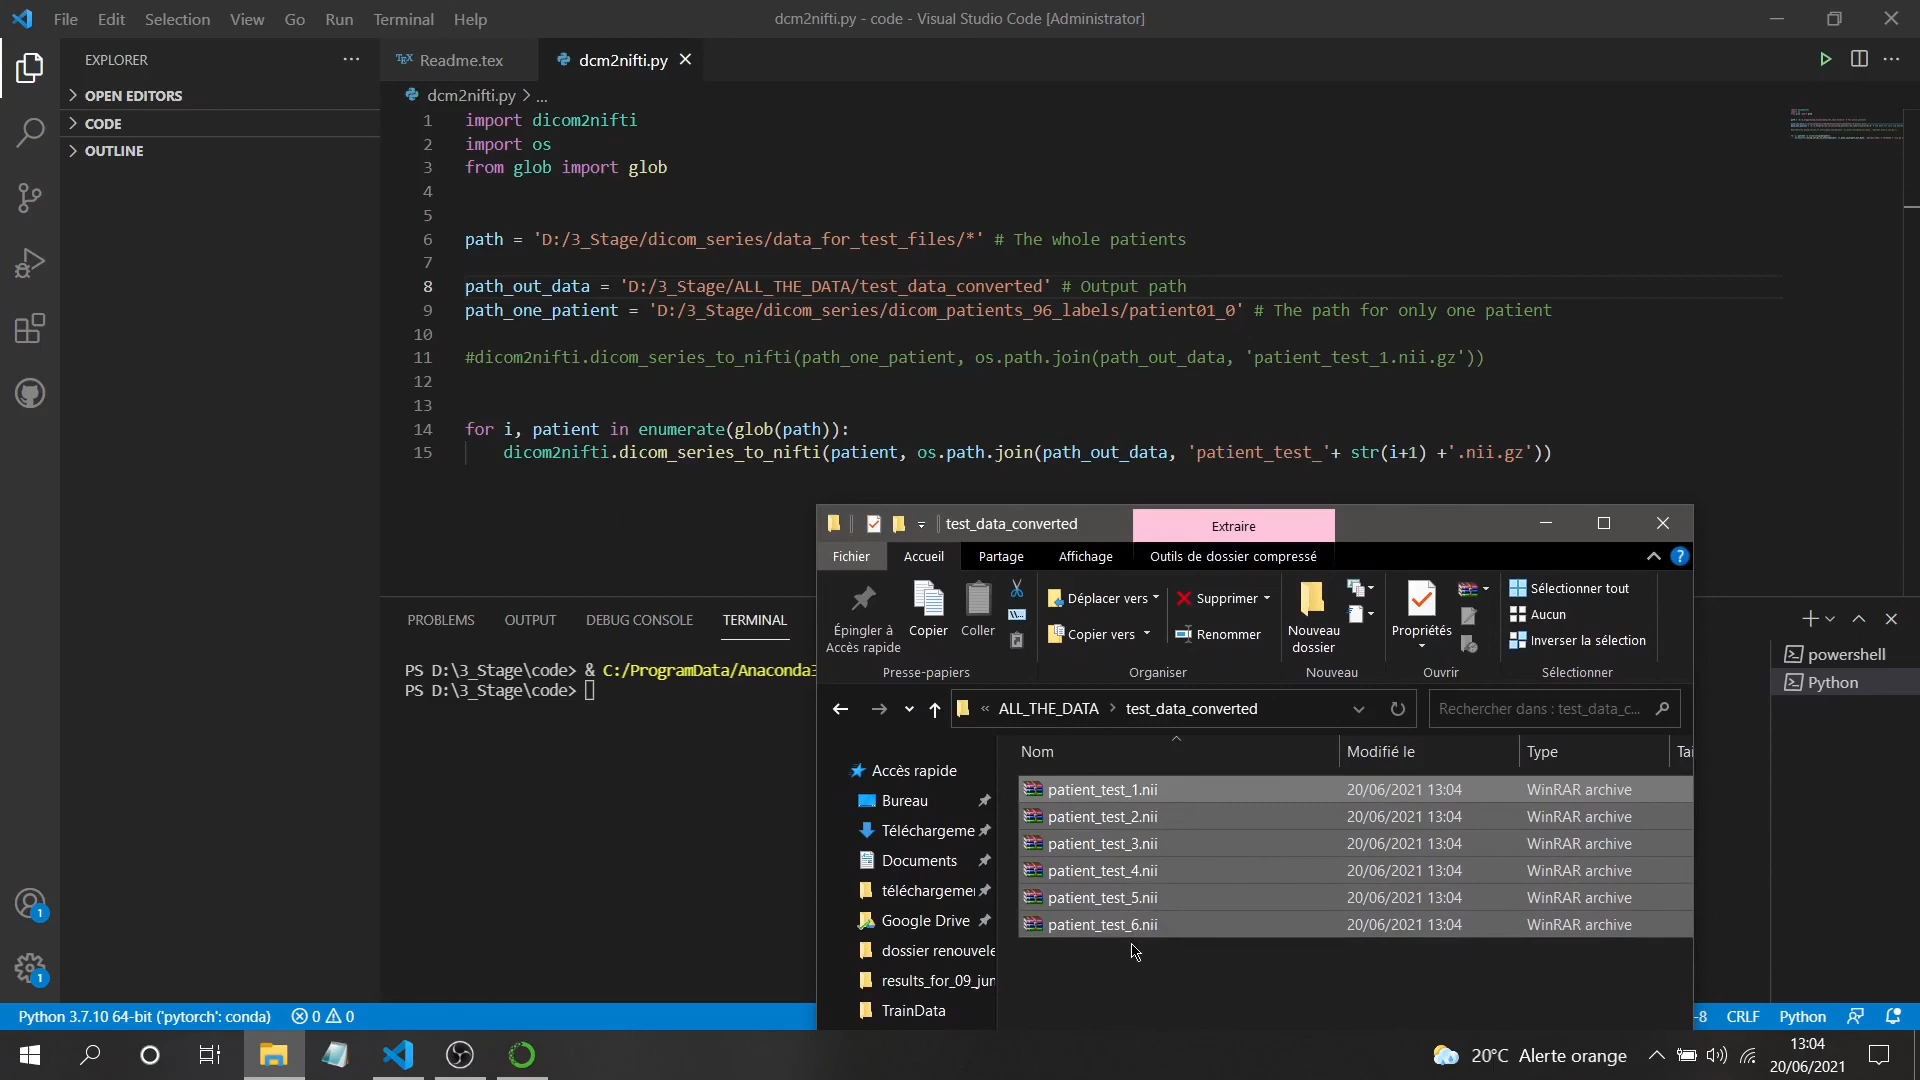 File Edit Selection View Go Run Terminal Help
dcm2nifti.py - code - Visual Studio Code [Administrator]
EXPLORER
OPEN EDITORS
CODE
OUTLINE
TEX Readme.tex
dcm2nifti.py
dcm2nifti.py > ...
1 import dicom2nifti
2 import os
3 from glob import glob
4
5
6 path = 'D:/3_Stage/dicom_series/data_for_test_files/*' # The whole patients
7
8 path_out_data = 'D:/3_Stage/ALL_THE_DATA/test_data_converted' # Output path
9 path_one_patient = 'D:/3_Stage/dicom_series/dicom_patients_96_labels/patient01_0' # The path for only one patient
10
11 #dicom2nifti.dicom_series_to_nifti(path_one_patient, os.path.join(path_out_data, 'patient_test_1.nii.gz'))
12
13
14 for i, patient in enumerate(glob(path)):
15 dicom2nifti.dicom_series_to_nifti(patient, os.path.join(path_out_data, 'patient_test_'+ str(i+1) +'.nii.gz'))
PROBLEMS OUTPUT DEBUG CONSOLE TERMINAL
PS D:\3_Stage\code> & C:/ProgramData/Anaconda3
PS D:\3_Stage\code>
powershell
Python
test_data_converted
Extraire
Fichier Accueil Partage Affichage Outils de dossier compressé
Épingler à
Accès rapide
Copier
Coller
Presse-papiers
Déplacer vers
Copier vers
Supprimer
Renommer
Organiser
Nouveau
dossier
Nouveau
Propriétés
Ouvrir
Sélectionner tout
Aucun
Inverser la sélection
Sélectionner
« ALL_THE_DATA > test_data_converted
Rechercher dans : test_data_c...
Accès rapide
Bureau
Téléchargeme
Documents
téléchargemer
Google Drive
dossier renouvele
results_for_09_jun
TrainData
Nom Modifié le Type Tai
patient_test_1.nii 20/06/2021 13:04 WinRAR archive
patient_test_2.nii 20/06/2021 13:04 WinRAR archive
patient_test_3.nii 20/06/2021 13:04 WinRAR archive
patient_test_4.nii 20/06/2021 13:04 WinRAR archive
patient_test_5.nii 20/06/2021 13:04 WinRAR archive
patient_test_6.nii 20/06/2021 13:04 WinRAR archive
1
1
Python 3.7.10 64-bit ('pytorch': conda) 0 0
-8 CRLF Python
20°C Alerte orange
13:04
20/06/2021